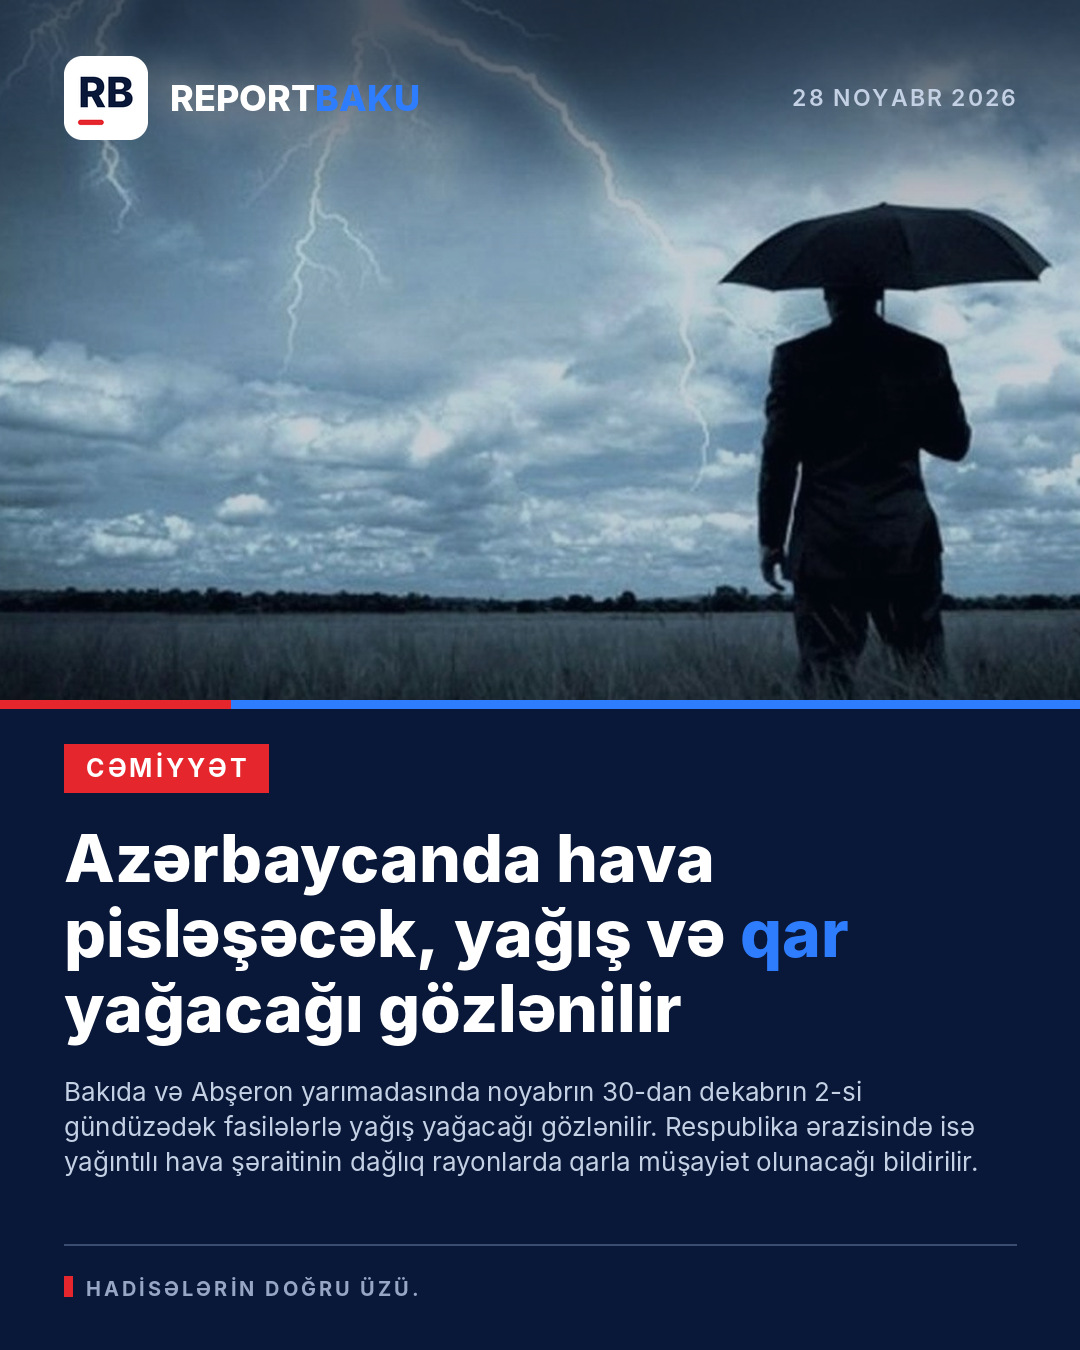 RB
REPORTBAKU
28 NOYABR 2026
CƏMİYYƏT
Azərbaycanda hava
pisləşəcək, yağış və qar
yağacağı gözlənilir
Bakıda və Abşeron yarımadasında noyabrın 30-dan dekabrın 2-si
gündüzədək fasilələrlə yağış yağacağı gözlənilir. Respublika ərazisində isə
yağıntılı hava şəraitinin dağlıq rayonlarda qarla müşayiət olunacağı bildirilir.
HADİSƏLƏRİN DOĞRU ÜZÜ.